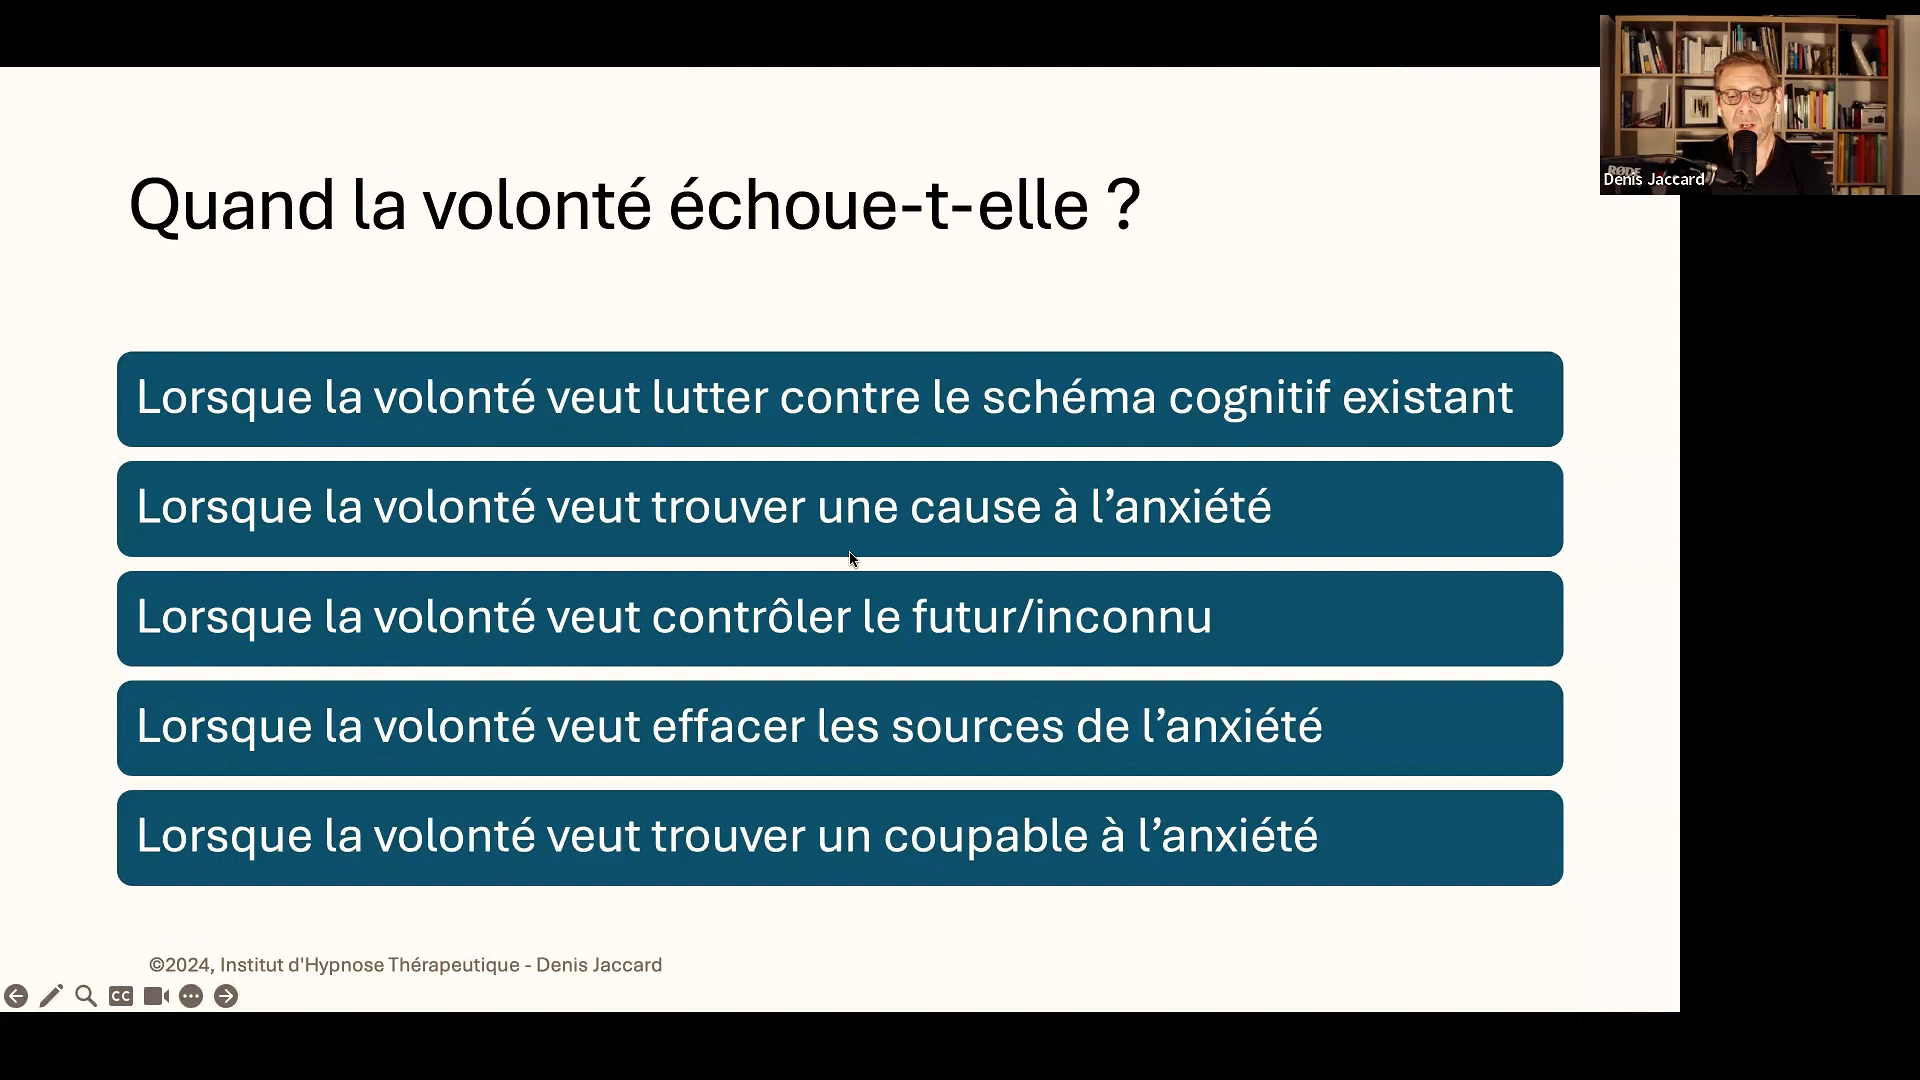 Quand la volonté échoue-t-elle ?
Lorsque la volonté veut lutter contre le schéma cognitif existant
Lorsque la volonté veut trouver une cause à l’anxiété
Lorsque la volonté veut contrôler le futur/inconnu
Lorsque la volonté veut effacer les sources de l’anxiété
Lorsque la volonté veut trouver un coupable à l’anxiété
©2024, Institut d'Hypnose Thérapeutique - Denis Jaccard
CC
RØDE
Denis Jaccard